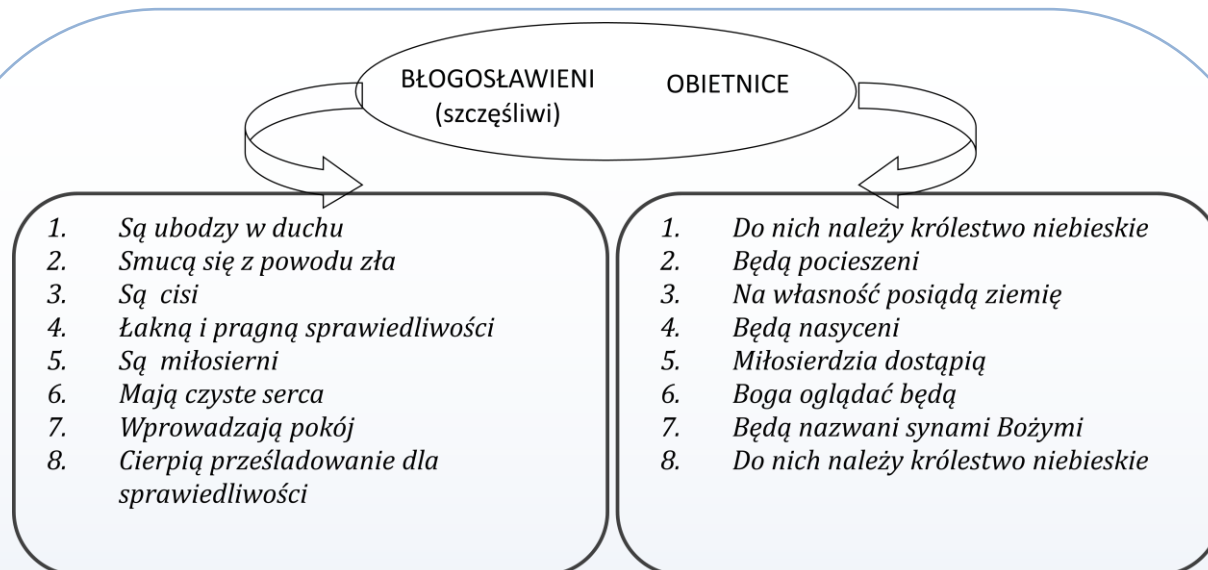 BŁOGOSŁAWIENI
(szczęśliwi)
OBIETNICE
1. Są ubodzy w duchu
2. Smucą się z powodu zła
3. Są cisi
4. Łakną i pragną sprawiedliwości
5. Są miłosierni
6. Mają czyste serca
7. Wprowadzają pokój
8. Cierpią prześladowanie dla
sprawiedliwości
1. Do nich należy królestwo niebieskie
2. Będą pocieszeni
3. Na własność posiądą ziemię
4. Będą nasyceni
5. Miłosierdzia dostąpią
6. Boga oglądać będą
7. Będą nazwani synami Bożymi
8. Do nich należy królestwo niebieskie